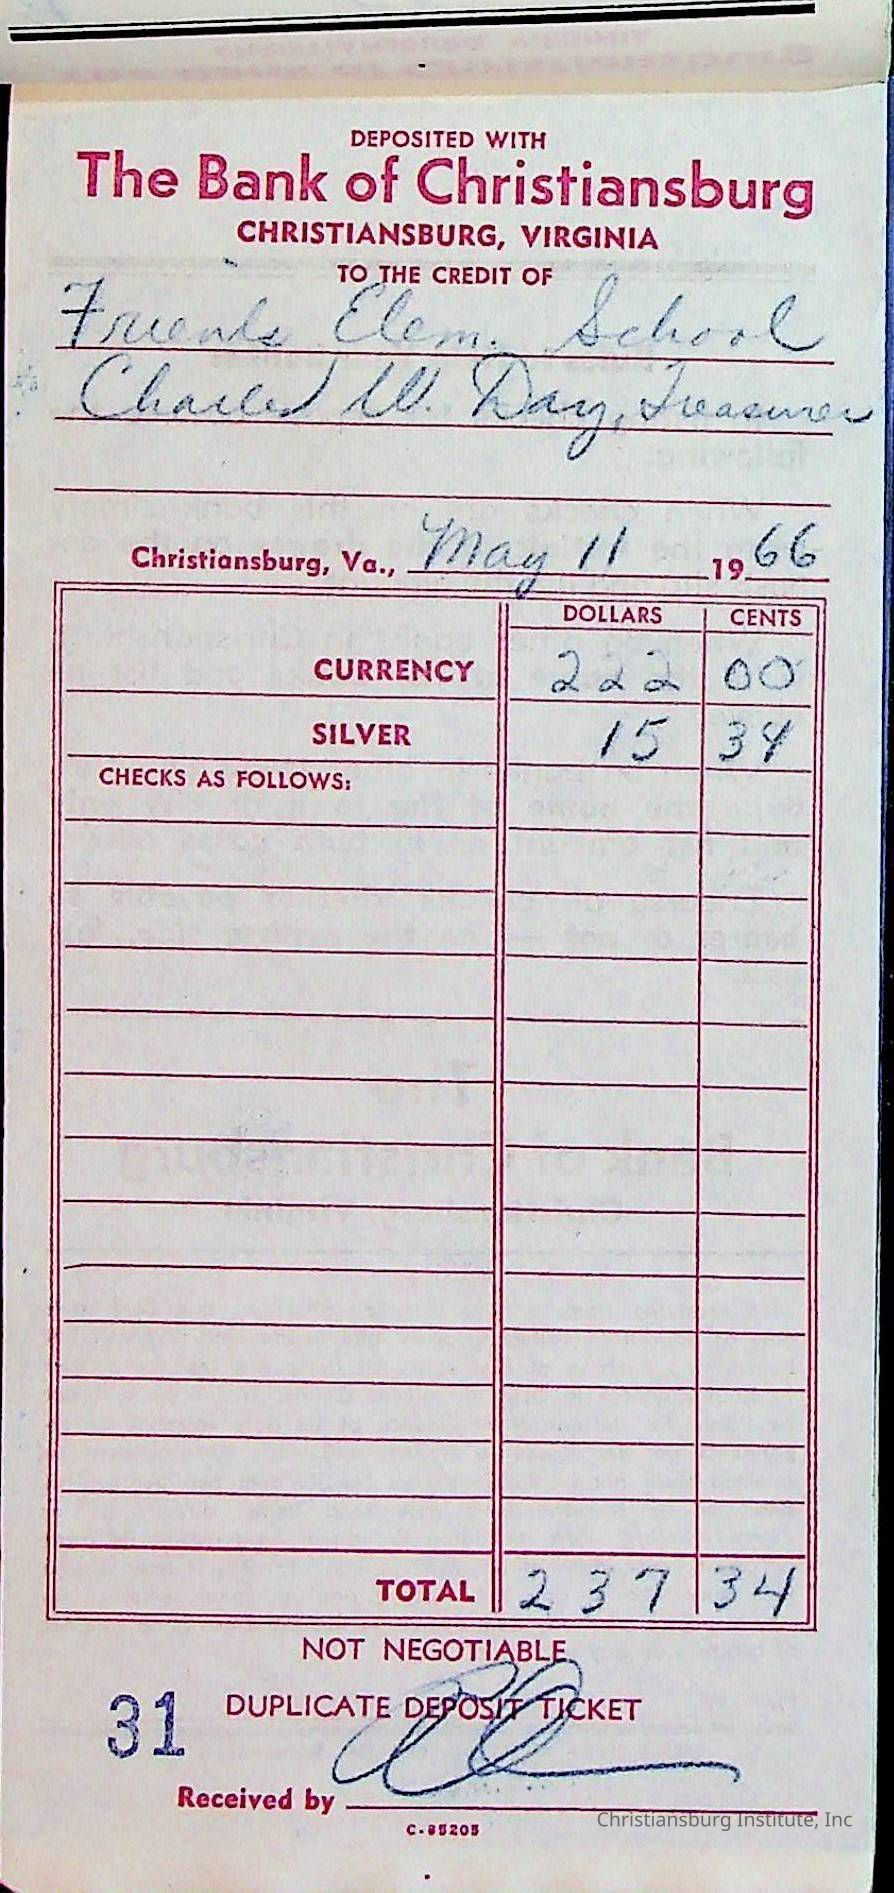 DEPOSITED WITH
The Bank of Christiansburg
CHRISTIANSBURG, VIRGINIA
TO THE CREDIT OF
Friends Elem. School
Charles W. Day, Treasurer
Christiansburg, Va., May 11 1966
DOLLARS CENTS
CURRENCY 222 00
SILVER 15 34
CHECKS AS FOLLOWS:
TOTAL 237 34
NOT NEGOTIABLE
31 DUPLICATE DEPOSIT TICKET
Received by
Christiansburg Institute, Inc
C-85205